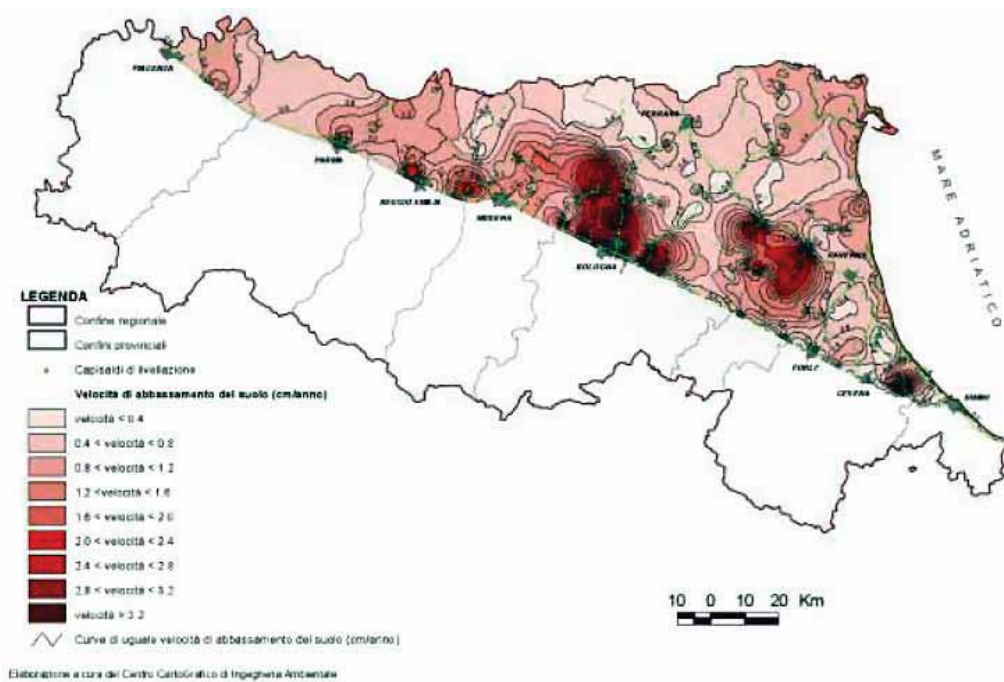 PIACENZA
PARMA
REGGIO EMILIA
MODENA
BOLOGNA
FERRARA
RAVENNA
FORLI'
CESENA
RIMINI
MARE ADRIATICO
LEGENDA
Confine regionale
Confini provinciali
Capisaldi di livellazione
Velocità di abbassamento del suolo (cm/anno)
velocità < 0.4
0.4 < velocità < 0.8
0.8 < velocità < 1.2
1.2 <velocità < 1.6
1.6 < velocità < 2.0
2.0 < velocità < 2.4
2.4 < velocità < 2.8
2.8 < velocità < 3.2
velocità > 3.2
Curve di uguale velocità di abbassamento del suolo (cm/anno)
10 0 10 20 Km
Elaborazione a cura del Centro CartoGrafico di Ingegneria Ambientale